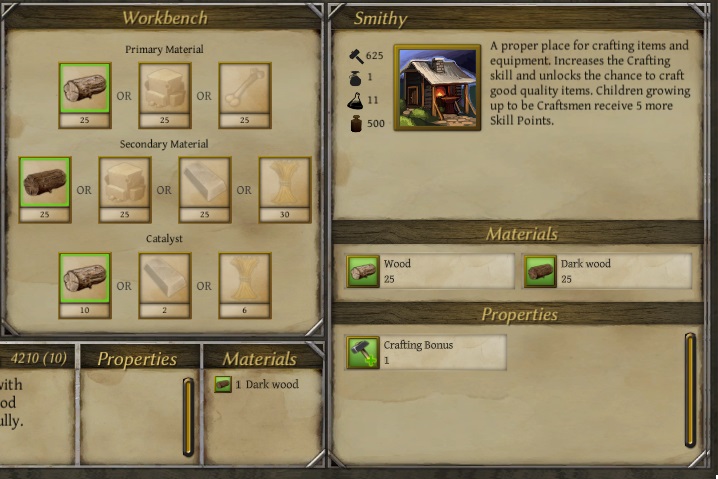 Workbench
Primary Material
OR
OR
25
25
25
Secondary Material
OR
OR
OR
25
25
25
30
Catalyst
OR
OR
10
2
6
4210 (10)
with
od
ully.
Properties
Materials
1 Dark wood
Smithy
625
1
11
500
A proper place for crafting items and
equipment. Increases the Crafting
skill and unlocks the chance to craft
good quality items. Children growing
up to be Craftsmen receive 5 more
Skill Points.
Materials
Wood
25
Dark wood
25
Properties
Crafting Bonus
1